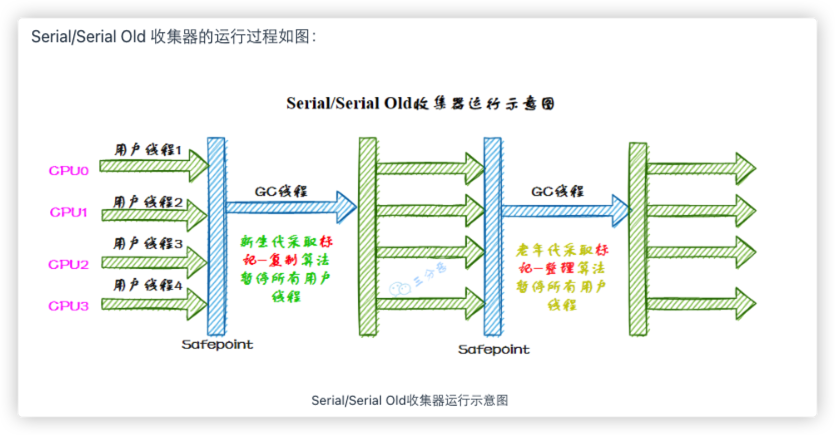 Serial/Serial Old 收集器的运行过程如图：
Serial/Serial Old收集器运行示意图
用户线程1
CPU0
用户线程2
CPU1
用户线程3
CPU2
用户线程4
CPU3
Safepoint
GC线程
新生代采取标
记-复制算法
暂停所有用户
线程
三分恶
Safepoint
GC线程
老年代采取标
记-整理算法
暂停所有用户
线程
Serial/Serial Old收集器运行示意图